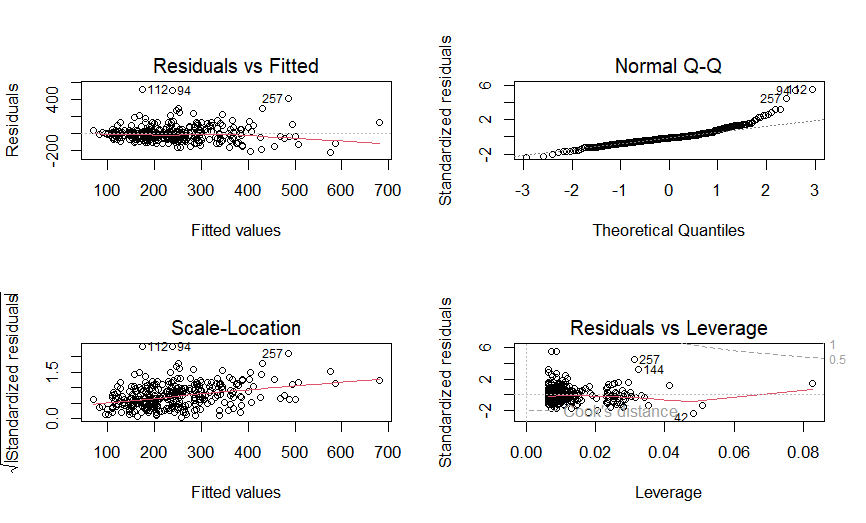 Residuals vs Fitted
Residuals
400
-200
112
94
257
100 200 300 400 500 600 700
Fitted values
Normal Q-Q
Standardized residuals
6
2
-2
94
112
257
-3 -2 -1 0 1 2 3
Theoretical Quantiles
Scale-Location
√|Standardized residuals|
1.5
0.0
112
94
257
100 200 300 400 500 600 700
Fitted values
Residuals vs Leverage
Standardized residuals
6
2
-2
257
144
42
Cook's distance
1
0.5
0.00 0.02 0.04 0.06 0.08
Leverage